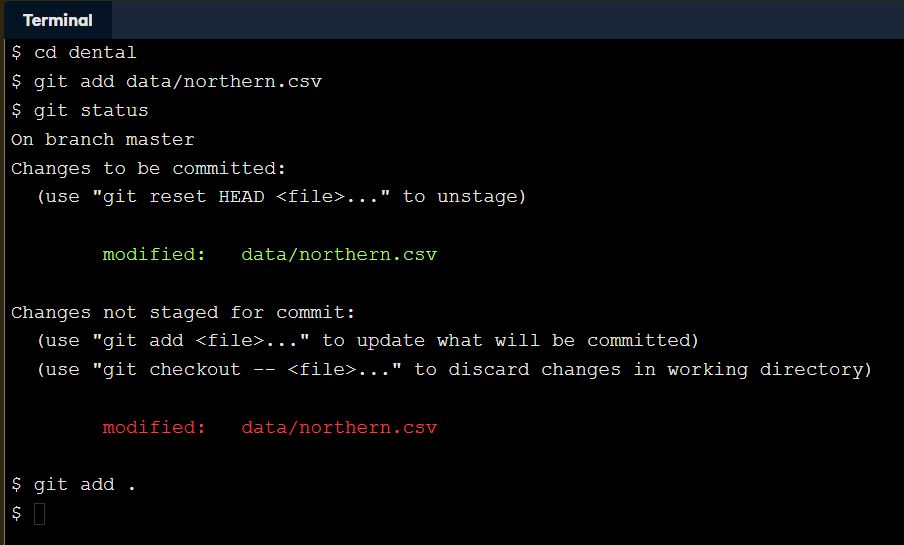 Terminal
$ cd dental
$ git add data/northern.csv
$ git status
On branch master
Changes to be committed:
  (use "git reset HEAD <file>..." to unstage)
        modified:   data/northern.csv
Changes not staged for commit:
  (use "git add <file>..." to update what will be committed)
  (use "git checkout -- <file>..." to discard changes in working directory)
        modified:   data/northern.csv
$ git add .
$